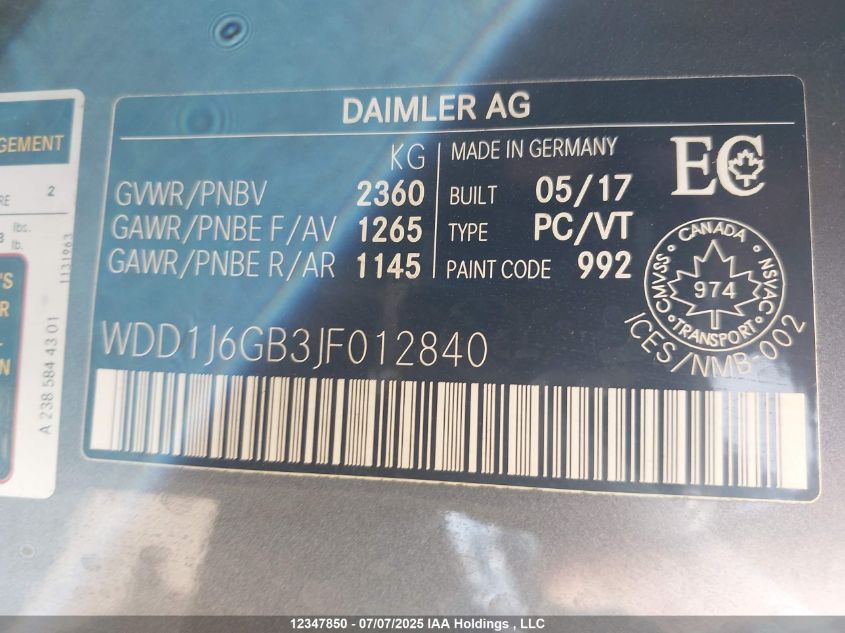 DAIMLER AG
KG
GVWR/PNBV 2360
GAWR/PNBE F/AV 1265
GAWR/PNBE R/AR 1145
MADE IN GERMANY
BUILT 05/17
TYPE PC/VT
PAINT CODE 992
EC
CANADA
CMVSS NSVAC
974
TRANSPORT
ICES/NMB-002
WDD1J6GB3JF012840
GEMENT
RE 2
lbs.
lb.
1131963
'S
R
N
A 238 584 43 01
12347850 - 07/07/2025 IAA Holdings , LLC